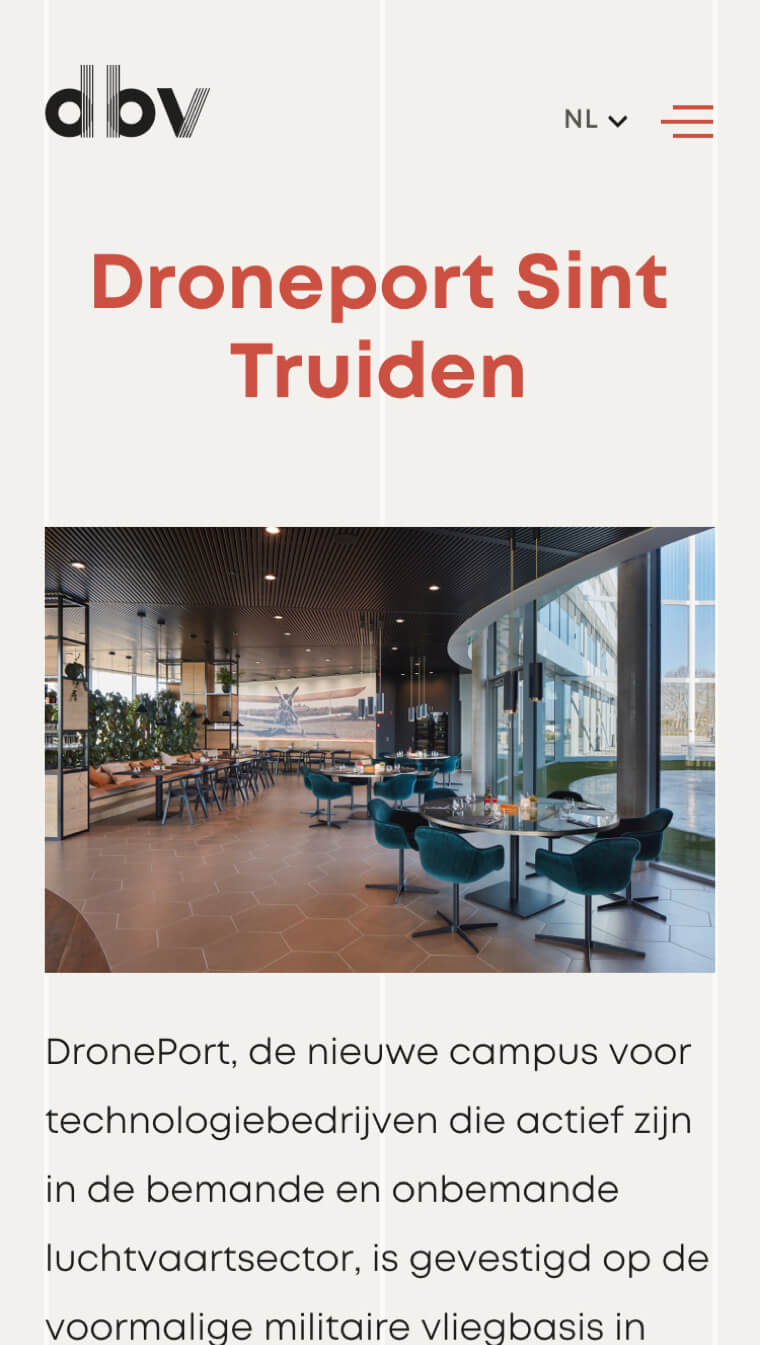 dbv
NL
Droneport Sint
Truiden
DronePort, de nieuwe campus voor
technologiebedrijven die actief zijn
in de bemande en onbemande
luchtvaartsector, is gevestigd op de
voormalige militaire vliegbasis in